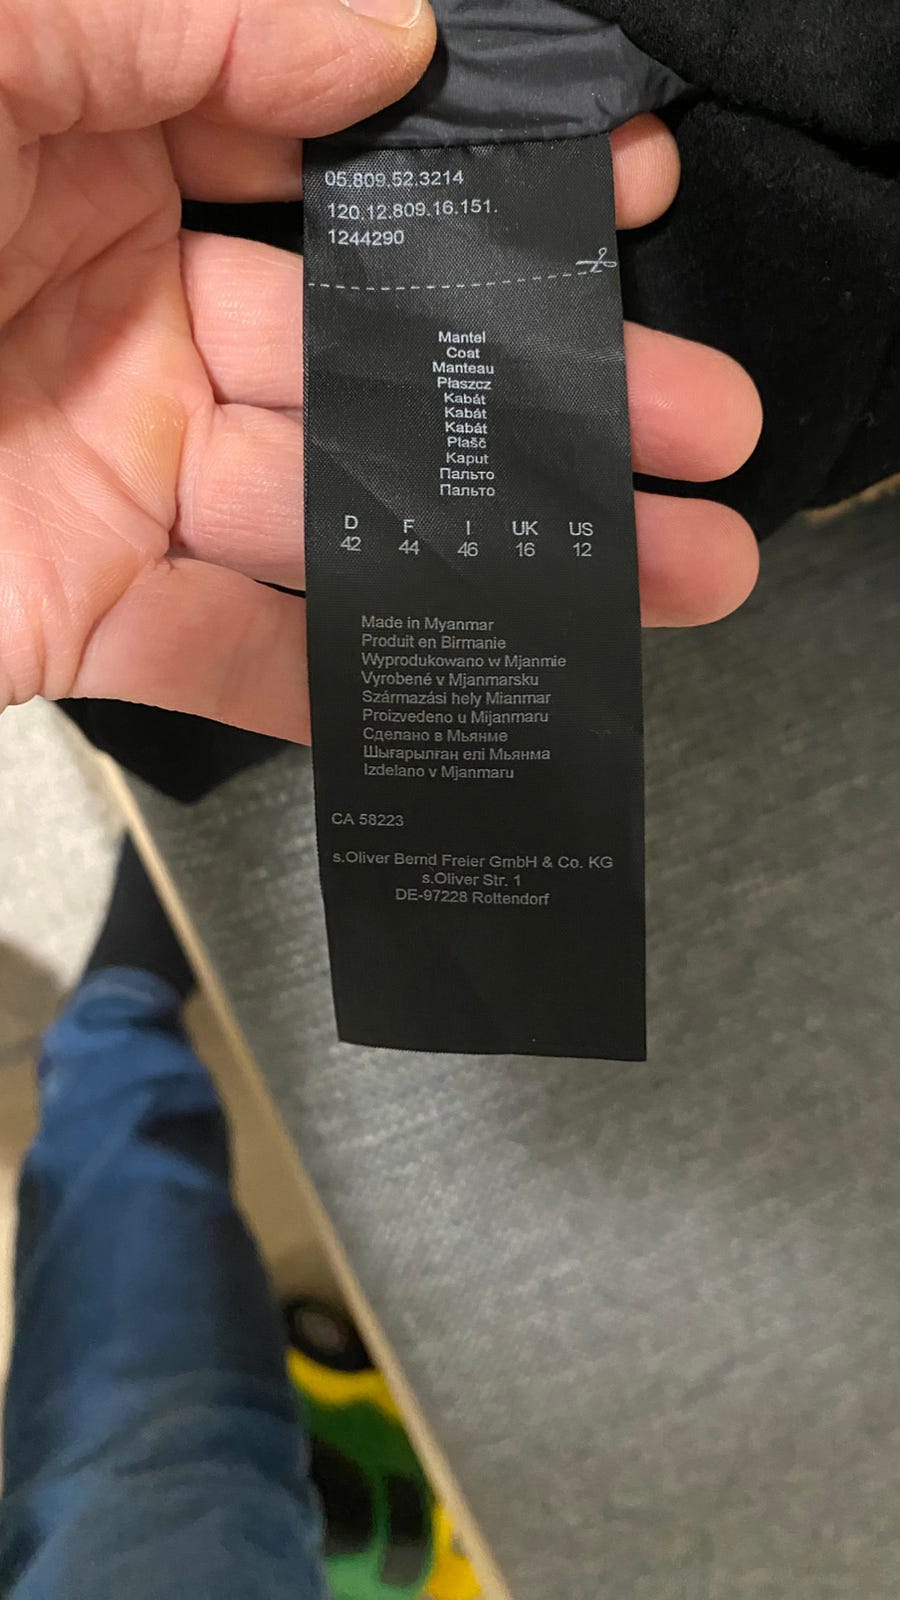 05.809.52.3214
120.12.809.16.151.
1244290
Mantel
Coat
Manteau
Płaszcz
Kabát
Kabát
Kabát
Plašč
Kaput
Пальто
Пальто
D F I UK US
42 44 46 16 12
Made in Myanmar
Produit en Birmanie
Wyprodukowano w Mjanmie
Vyrobené v Mjanmarsku
Származási hely Mianmar
Proizvedeno u Mijanmaru
Сделано в Мьянме
Шығарылған елі Мьянма
Izdelano v Mjanmaru
CA 58223
s.Oliver Bernd Freier GmbH & Co. KG
s.Oliver Str. 1
DE-97228 Rottendorf